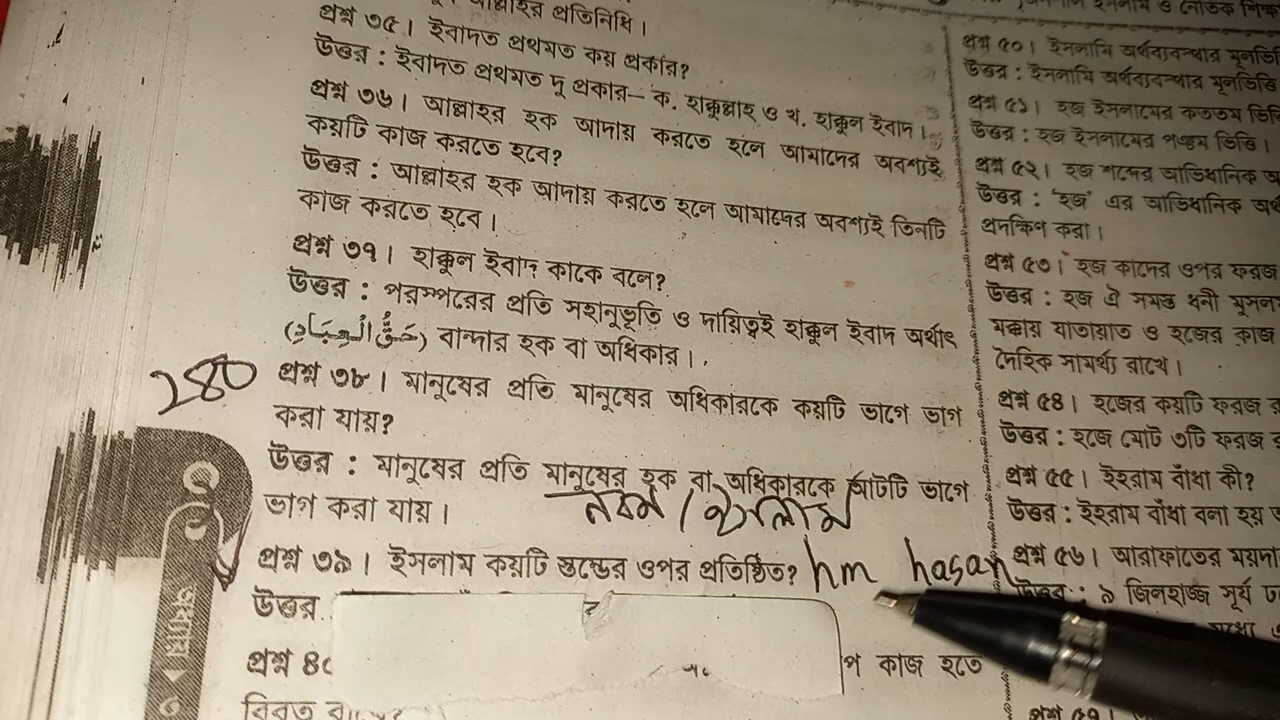 আল্লাহর প্রতিনিধি।
প্রশ্ন ৩৫। ইবাদত প্রথমত কয় প্রকার?
উত্তর : ইবাদত প্রথমত দু প্রকার— ক. হাক্কুল্লাহ ও খ. হাক্কুল ইবাদ।
প্রশ্ন ৩৬। আল্লাহর হক আদায় করতে হলে আমাদের অবশ্যই
কয়টি কাজ করতে হবে?
উত্তর : আল্লাহর হক আদায় করতে হলে আমাদের অবশ্যই তিনটি
কাজ করতে হবে।
প্রশ্ন ৩৭। হাক্কুল ইবাদ কাকে বলে?
উত্তর : পরস্পরের প্রতি সহানুভূতি ও দায়িত্বই হাক্কুল ইবাদ অর্থাৎ
(حَقُّ الْعِبَادِ) বান্দার হক বা অধিকার।
প্রশ্ন ৩৮। মানুষের প্রতি মানুষের অধিকারকে কয়টি ভাগে ভাগ
করা যায়?
উত্তর : মানুষের প্রতি মানুষের হক বা অধিকারকে আটটি ভাগে
ভাগ করা যায়।
প্রশ্ন ৩৯। ইসলাম কয়টি স্তম্ভের ওপর প্রতিষ্ঠিত? hm hasan
উত্তর
প্রশ্ন ৪০
কাজ হতে
বিরত
ইসলাম ও নৈতিক শিক্ষা
প্রশ্ন ৫০। ইসলামি অর্থব্যবস্থার মূলভিত্তি
উত্তর : ইসলামি অর্থব্যবস্থার মূলভিত্তি
প্রশ্ন ৫১। হজ ইসলামের কততম ভিত্তি
উত্তর : হজ ইসলামের পঞ্চম ভিত্তি।
প্রশ্ন ৫২। হজ শব্দের আভিধানিক অ
উত্তর : 'হজ' এর আভিধানিক অর্থ
প্রদক্ষিণ করা।
প্রশ্ন ৫৩। হজ কাদের ওপর ফরজ
উত্তর : হজ ঐ সমস্ত ধনী মুসল
মক্কায় যাতায়াত ও হজের কাজ
দৈহিক সামর্থ্য রাখে।
প্রশ্ন ৫৪। হজের কয়টি ফরজ র
উত্তর : হজে মোট ৩টি ফরজ র
প্রশ্ন ৫৫। ইহরাম বাঁধা কী?
উত্তর : ইহরাম বাঁধা বলা হয়
প্রশ্ন ৫৬। আরাফাতের ময়দা
উত্তর : ৯ জিলহজ্জ সূর্য ঢ
অধ্যায়